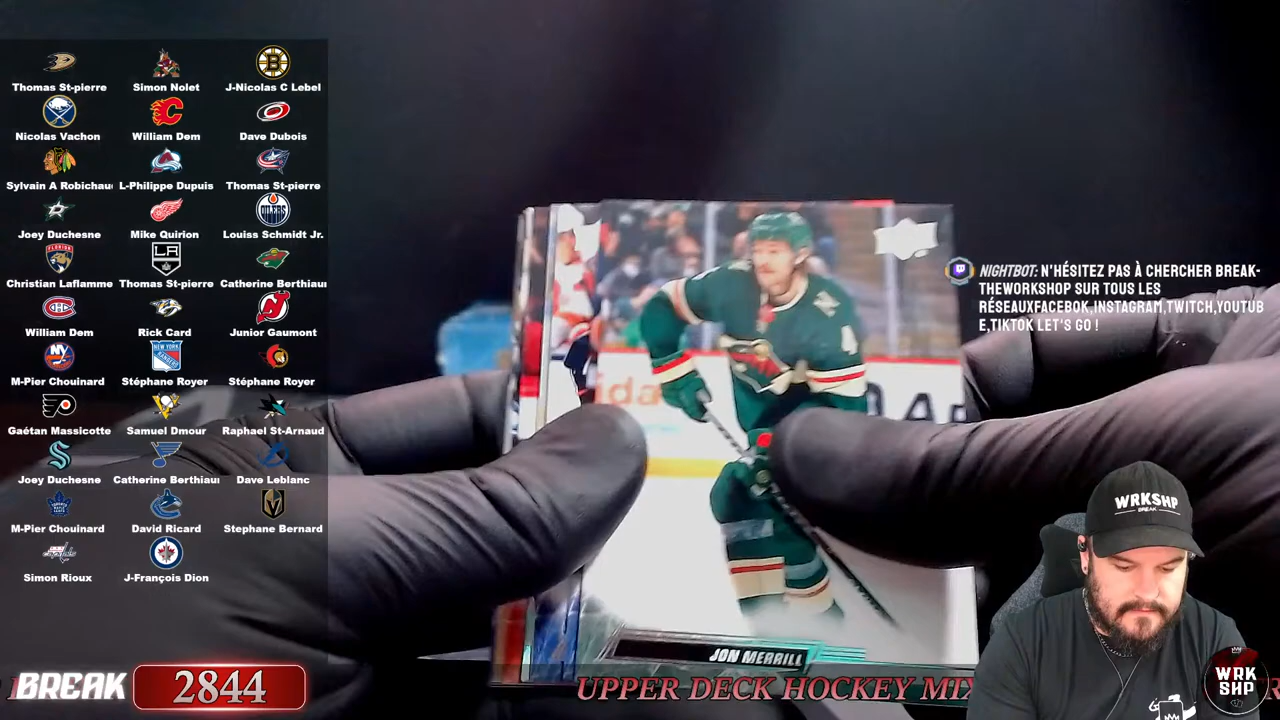 Thomas St-pierre
Simon Nolet
J-Nicolas C Lebel
Nicolas Vachon
William Dem
Dave Dubois
Sylvain A Robichau
L-Philippe Dupuis
Thomas St-pierre
Joey Duchesne
Mike Quirion
Louiss Schmidt Jr.
Christian Laflamme
Thomas St-pierre
Catherine Berthiau
William Dem
Rick Card
Junior Gaumont
M-Pier Chouinard
Stéphane Royer
Stéphane Royer
Gaétan Massicotte
Samuel Dmour
Raphael St-Arnaud
Joey Duchesne
Catherine Berthiau
Dave Leblanc
M-Pier Chouinard
David Ricard
Stephane Bernard
Simon Rioux
J-François Dion
BREAK 2844
NIGHTBOT: N'HÉSITEZ PAS À CHERCHER BREAK-
THEWORKSHOP SUR TOUS LES
RÉSEAUXFACEBOK,INSTAGRAM,TWITCH,YOUTUB
E,TIKTOK LET'S GO !
4
JON MERRILL
UPPER DECK HOCKEY MIX
WRKSHP
BREAK
WRK
SHP